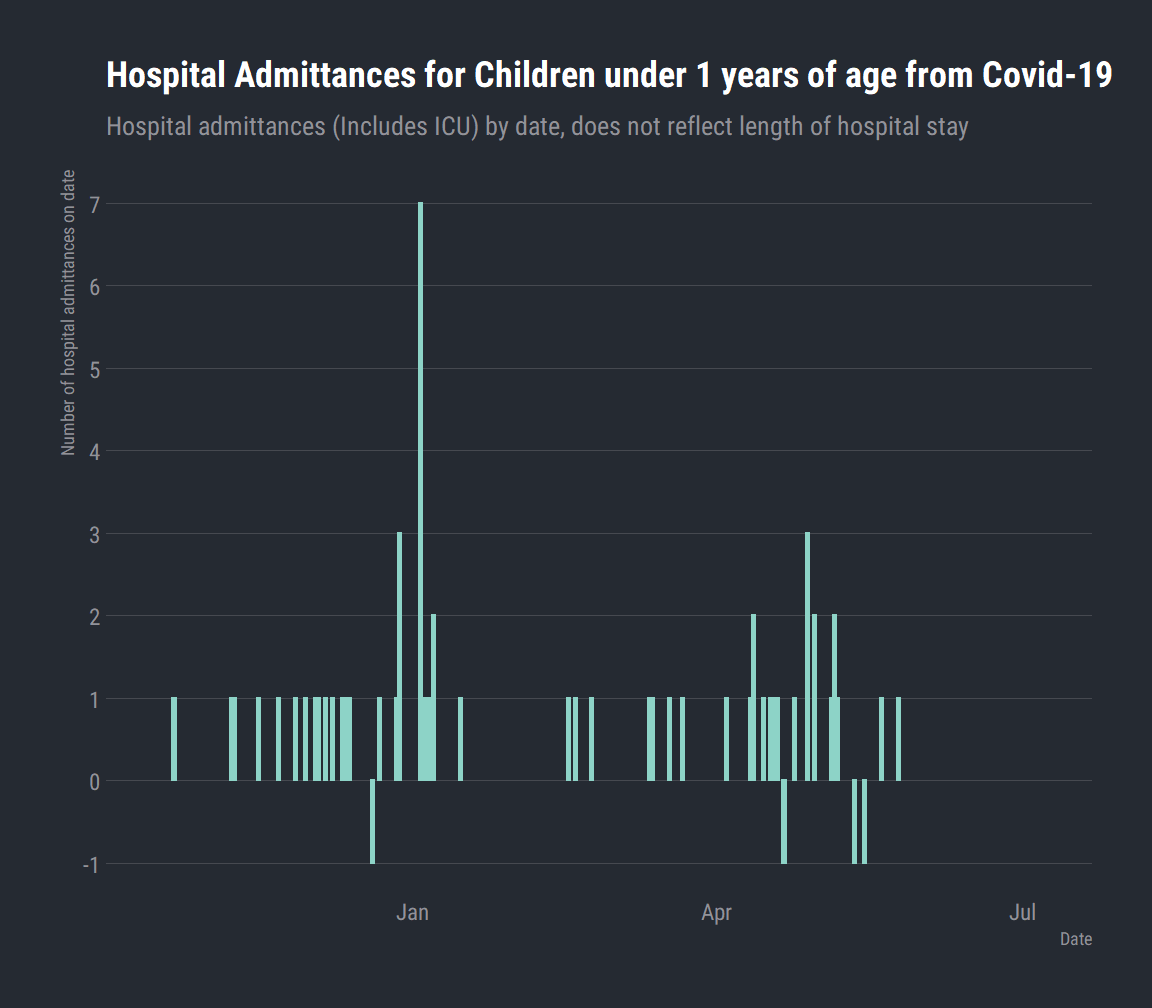 Hospital Admittances for Children under 1 years of age from Covid-19
Hospital admittances (Includes ICU) by date, does not reflect length of hospital stay
Number of hospital admittances on date
7
6
5
4
3
2
1
0
-1
Jan
Apr
Jul
Date